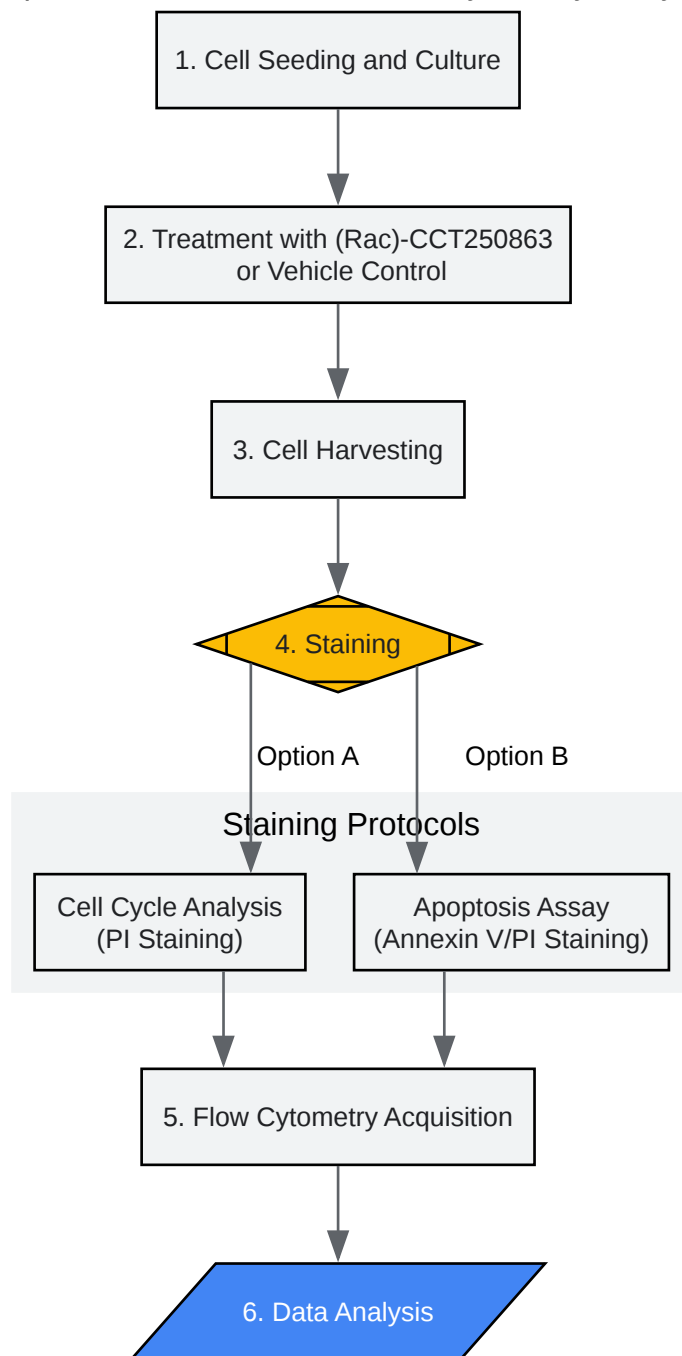 1. Cell Seeding and Culture
2. Treatment with (Rac)-CCT250863
or Vehicle Control
3. Cell Harvesting
4. Staining
Option A
Option B
Staining Protocols
Cell Cycle Analysis
(PI Staining)
Apoptosis Assay
(Annexin V/PI Staining)
5. Flow Cytometry Acquisition
6. Data Analysis